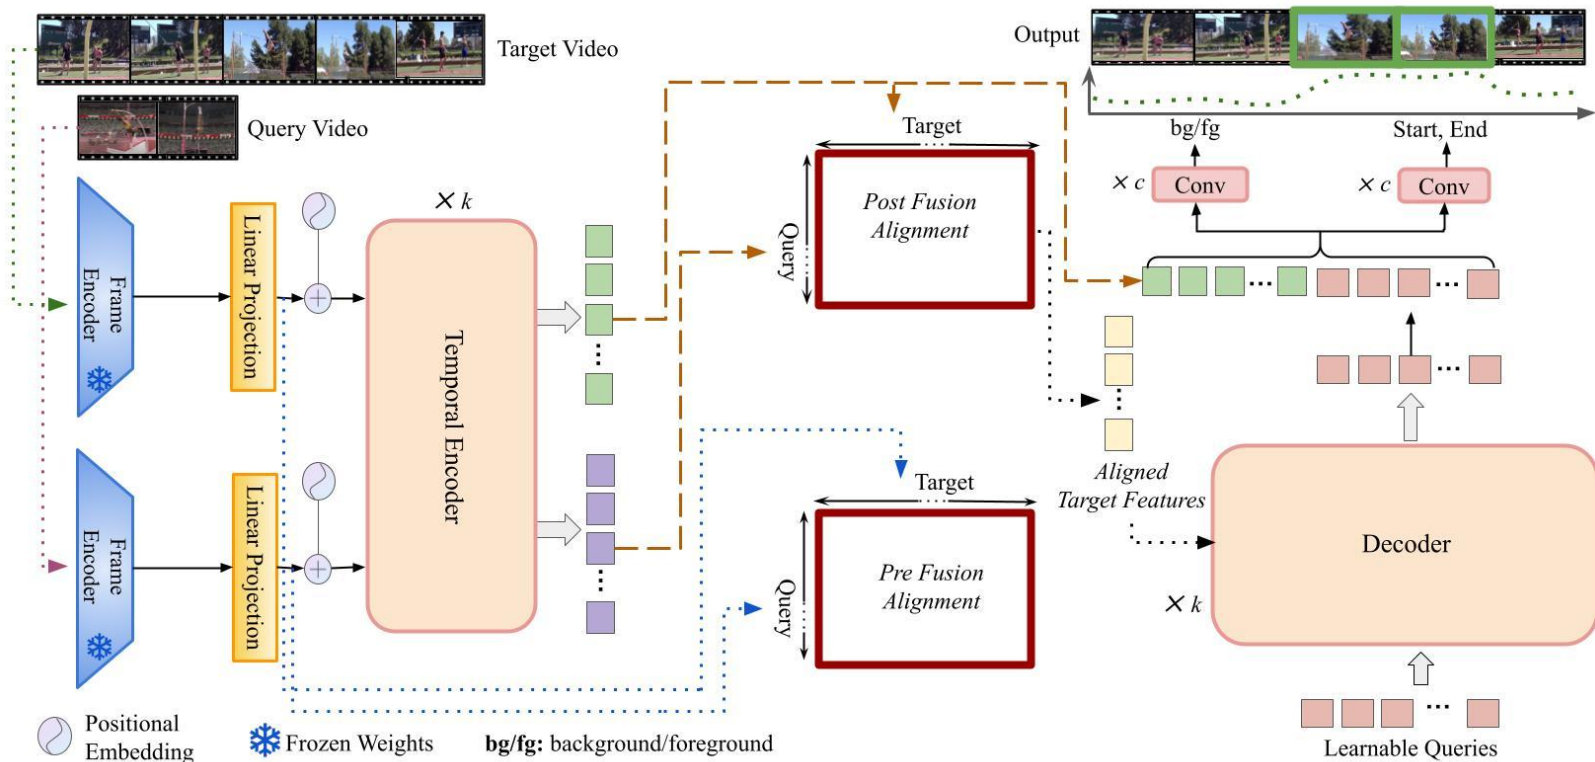 Target Video
Query Video
Output
bg/fg
Start, End
× c
Conv
× c
Conv
Frame
Encoder
Linear Projection
× k
Temporal Encoder
Target
Query
Post Fusion
Alignment
Frame
Encoder
Linear Projection
Target
Query
Pre Fusion
Alignment
Aligned
Target Features
Decoder
× k
Learnable Queries
Positional
Embedding
Frozen Weights
bg/fg: background/foreground